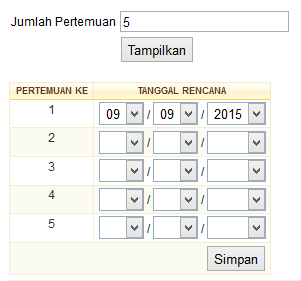 Jumlah Pertemuan 5
Tampilkan
PERTEMUAN KE TANGGAL RENCANA
1 09 / 09 / 2015
2 / /
3 / /
4 / /
5 / /
Simpan